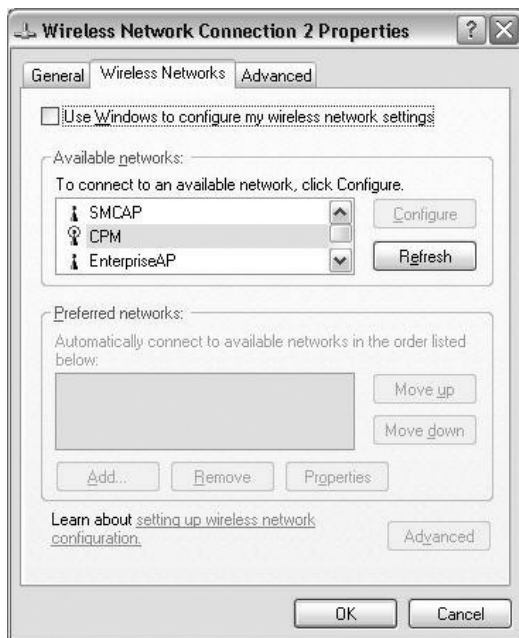 Wireless Network Connection 2 Properties
General Wireless Networks Advanced
Use Windows to configure my wireless network settings
Available networks:
To connect to an available network, click Configure.
SMCAP
CPM
EnterpriseAP
Configure
Refresh
Preferred networks:
Automatically connect to available networks in the order listed
below:
Move up
Move down
Add... Remove Properties
Learn about setting up wireless network
configuration.
Advanced
OK Cancel